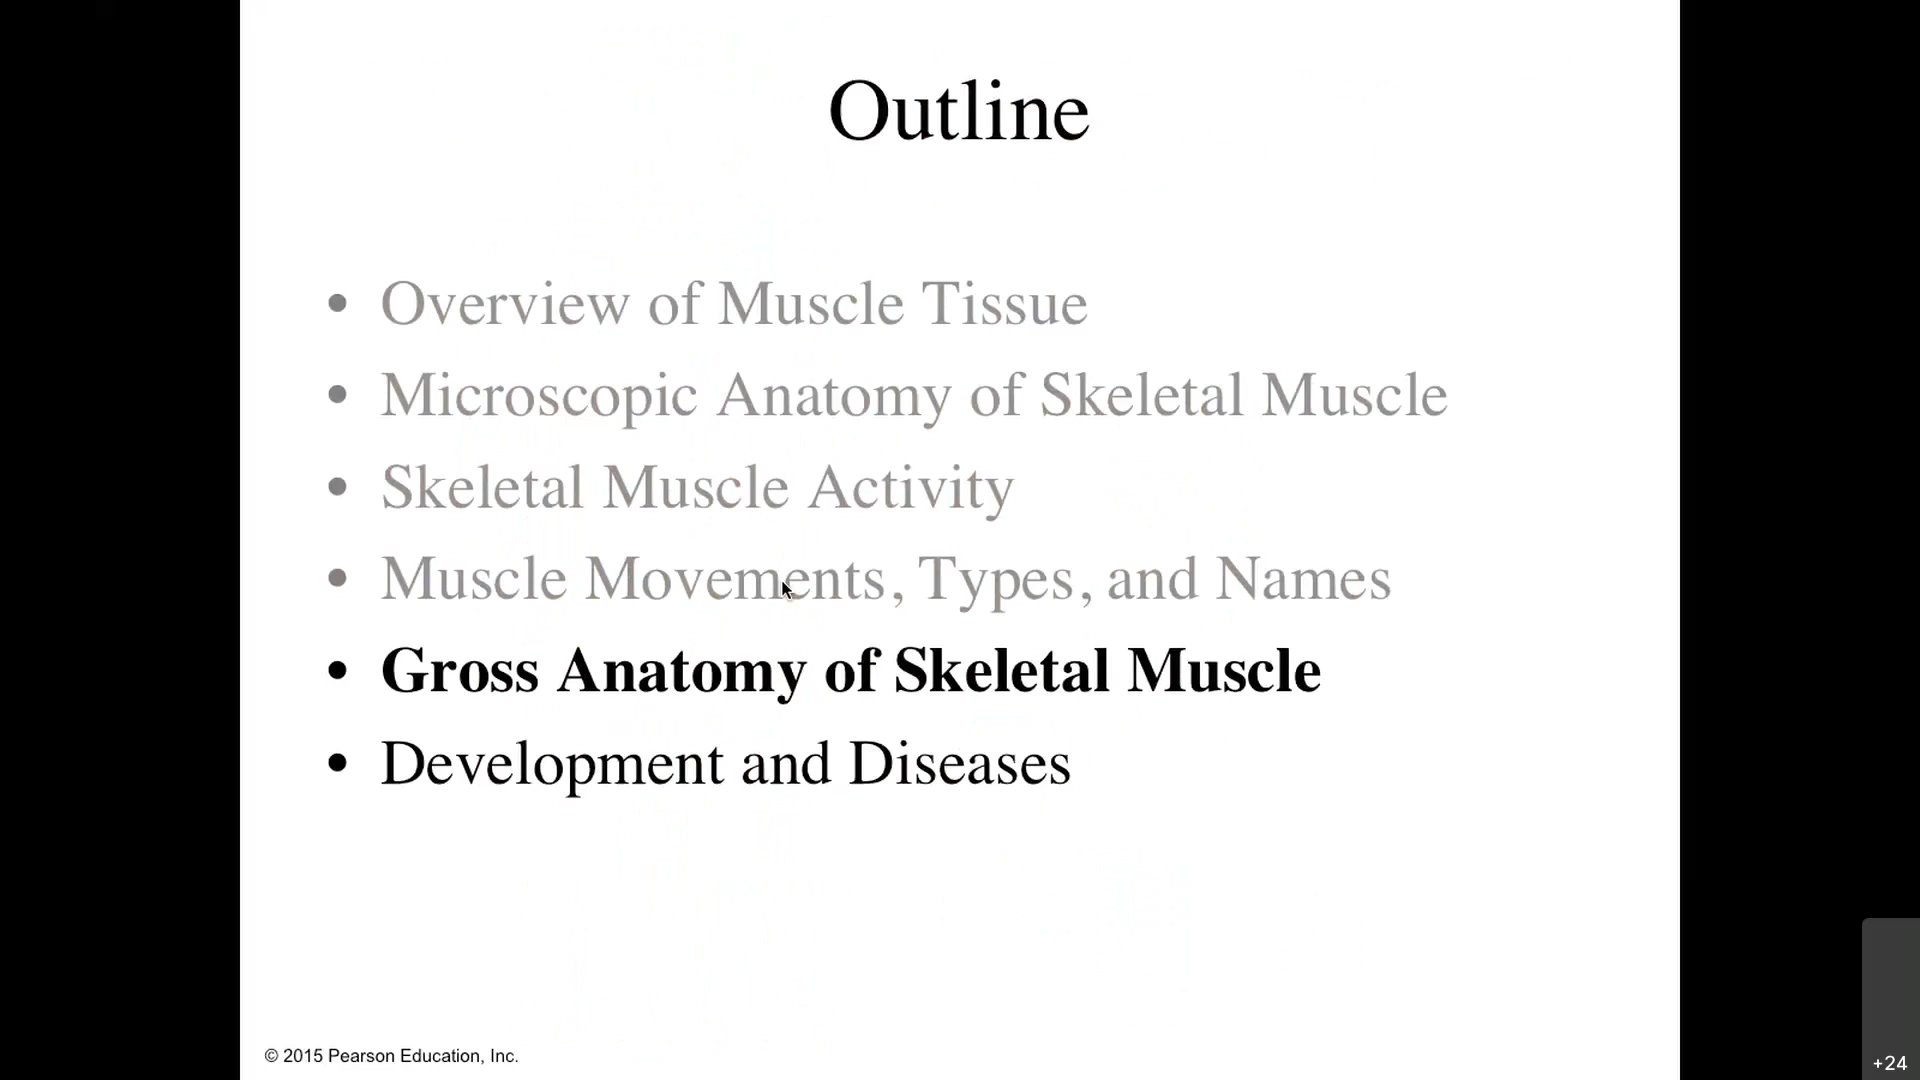 Outline
• Overview of Muscle Tissue
• Microscopic Anatomy of Skeletal Muscle
• Skeletal Muscle Activity
• Muscle Movements, Types, and Names
• Gross Anatomy of Skeletal Muscle
• Development and Diseases
© 2015 Pearson Education, Inc.
+24